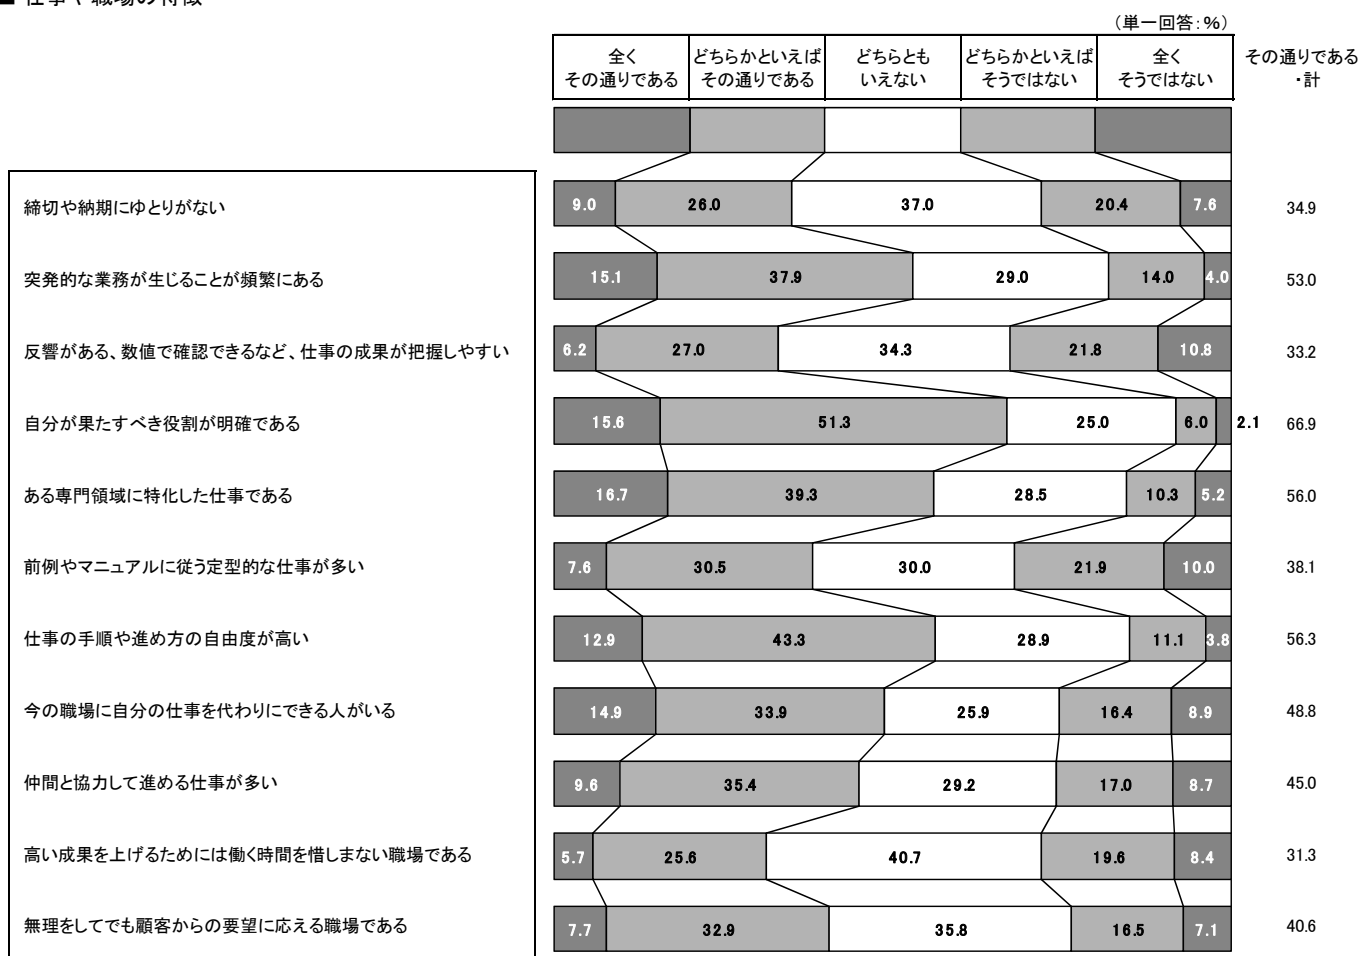 ■ 仕事や職場の特徴
（単一回答：％）
全く
その通りである
どちらかといえば
その通りである
どちらとも
いえない
どちらかといえば
そうではない
全く
そうではない
その通りである
・計
締切や納期にゆとりがない 9.0 26.0 37.0 20.4 7.6 34.9
突発的な業務が生じることが頻繁にある 15.1 37.9 29.0 14.0 4.0 53.0
反響がある、数値で確認できるなど、仕事の成果が把握しやすい 6.2 27.0 34.3 21.8 10.8 33.2
自分が果たすべき役割が明確である 15.6 51.3 25.0 6.0 2.1 66.9
ある専門領域に特化した仕事である 16.7 39.3 28.5 10.3 5.2 56.0
前例やマニュアルに従う定型的な仕事が多い 7.6 30.5 30.0 21.9 10.0 38.1
仕事の手順や進め方の自由度が高い 12.9 43.3 28.9 11.1 3.8 56.3
今の職場に自分の仕事を代わりにできる人がいる 14.9 33.9 25.9 16.4 8.9 48.8
仲間と協力して進める仕事が多い 9.6 35.4 29.2 17.0 8.7 45.0
高い成果を上げるためには働く時間を惜しまない職場である 5.7 25.6 40.7 19.6 8.4 31.3
無理をしてでも顧客からの要望に応える職場である 7.7 32.9 35.8 16.5 7.1 40.6